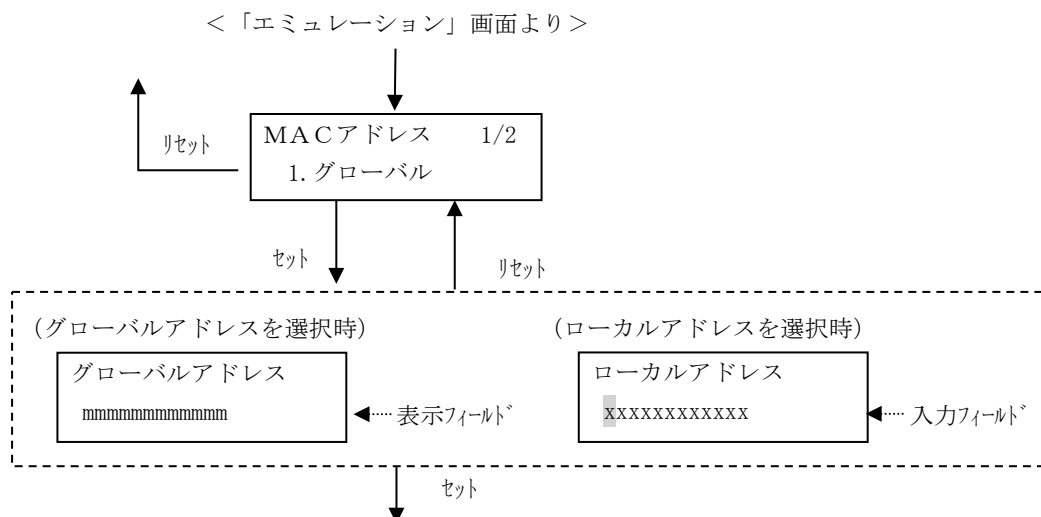 ＜「エミュレーション」画面より＞
ﾘｾｯﾄ
ＭＡＣアドレス　　1/2
1.グローバル
ｾｯﾄ
ﾘｾｯﾄ
(グローバルアドレスを選択時)
(ローカルアドレスを選択時)
グローバルアドレス
mmmmmmmmmmmm
表示ﾌｨｰﾙﾄﾞ
ローカルアドレス
xxxxxxxxxxxx
入力ﾌｨｰﾙﾄﾞ
ｾｯﾄ